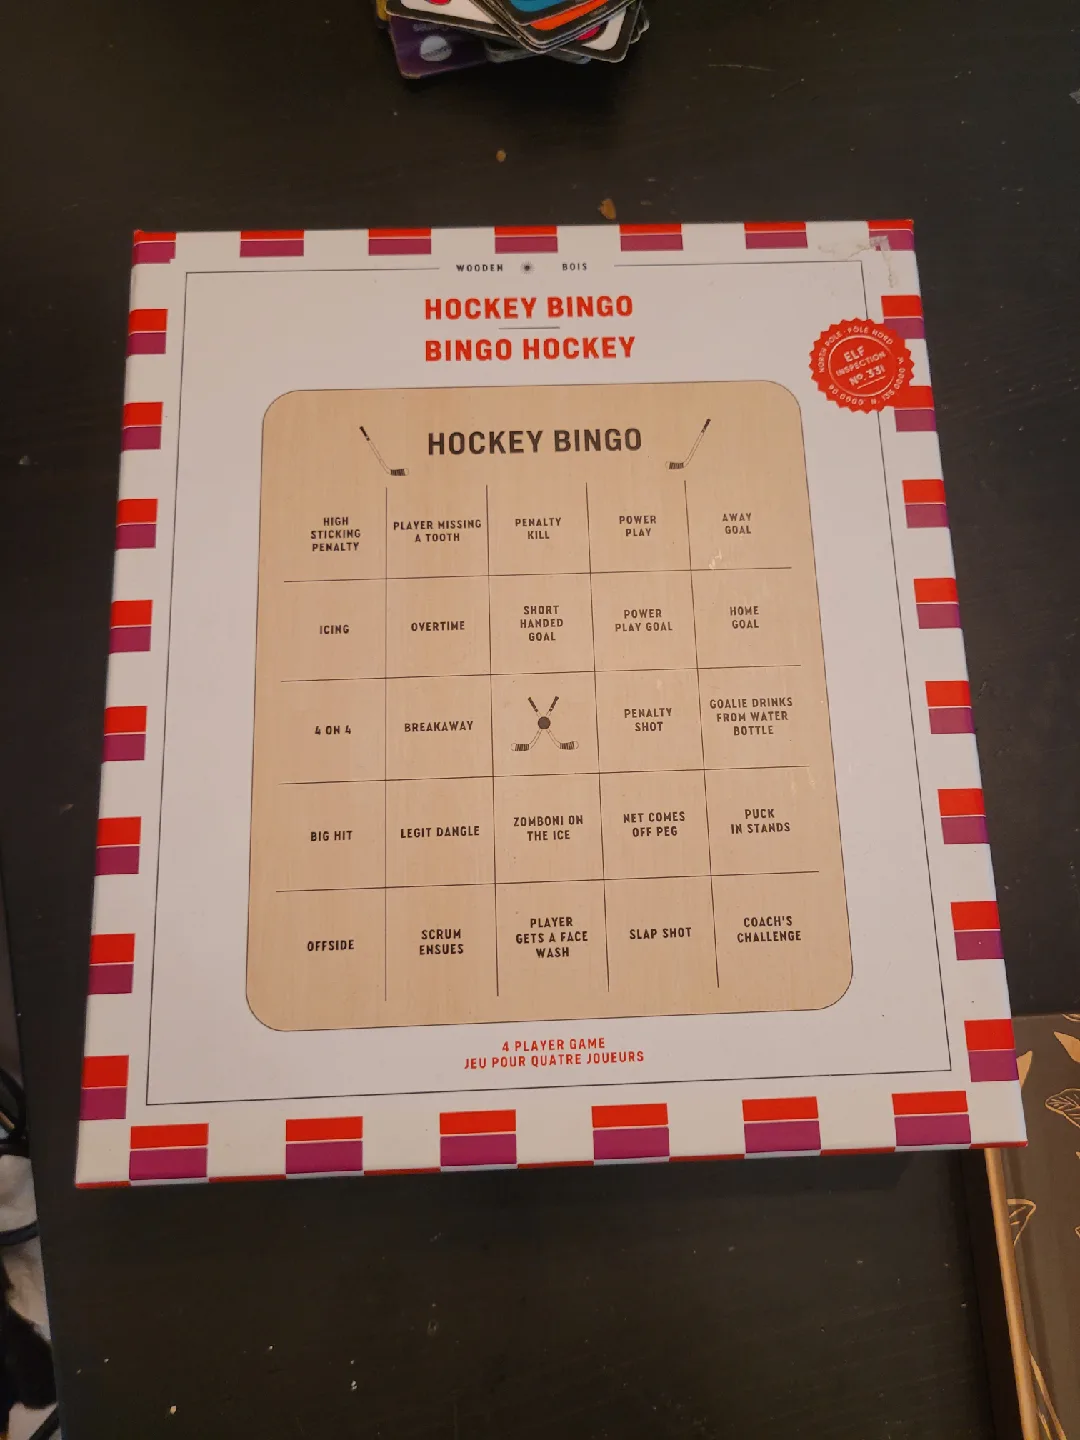 WOODEN BOIS
HOCKEY BINGO
BINGO HOCKEY
NORTH POLE · PÔLE NORD
ELF
INSPECTION
Nº. 331
HOCKEY BINGO
HIGH
STICKING
PENALTY
PLAYER MISSING
A TOOTH
PENALTY
KILL
POWER
PLAY
AWAY
GOAL
ICING
OVERTIME
SHORT
HANDED
GOAL
POWER
PLAY GOAL
HOME
GOAL
4 ON 4
BREAKAWAY
PENALTY
SHOT
GOALIE DRINKS
FROM WATER
BOTTLE
BIG HIT
LEGIT DANGLE
ZOMBONI ON
THE ICE
NET COMES
OFF PEG
PUCK
IN STANDS
OFFSIDE
SCRUM
ENSUES
PLAYER
GETS A FACE
WASH
SLAP SHOT
COACH'S
CHALLENGE
4 PLAYER GAME
JEU POUR QUATRE JOUEURS